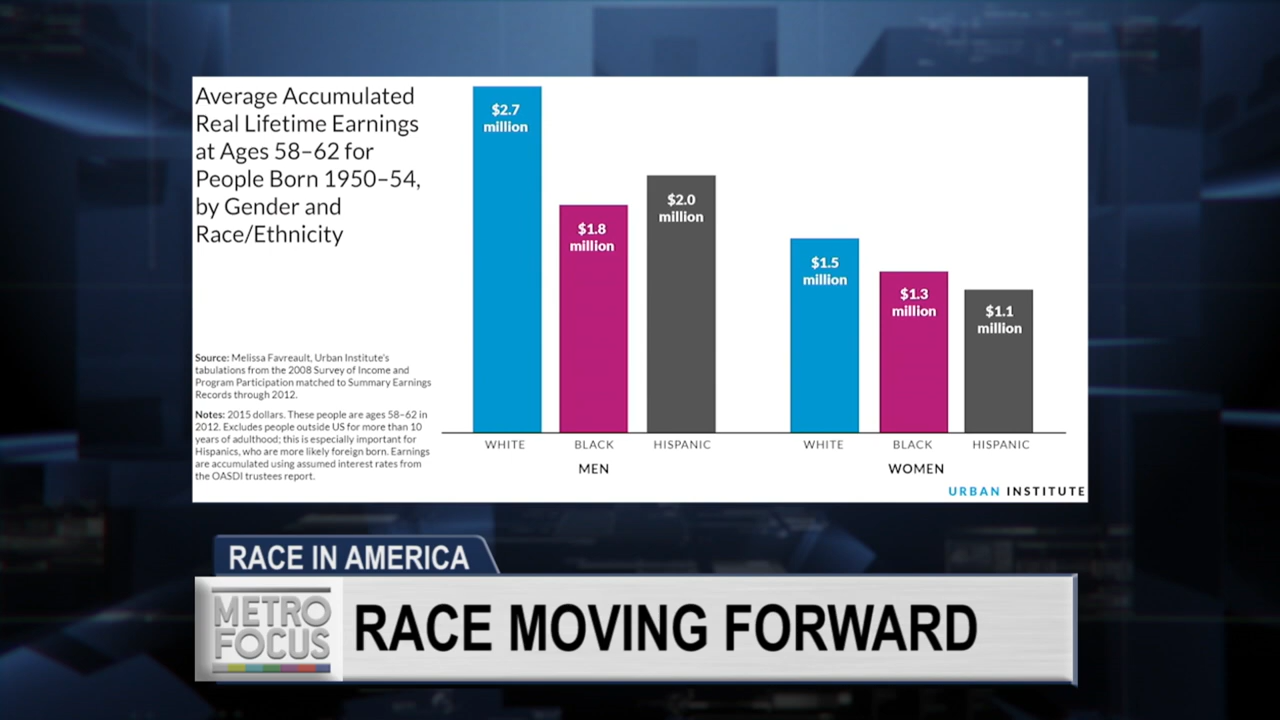 Average Accumulated
Real Lifetime Earnings
at Ages 58–62 for
People Born 1950–54,
by Gender and
Race/Ethnicity
$2.7
million
$1.8
million
$2.0
million
$1.5
million
$1.3
million
$1.1
million
Source: Melissa Favreault, Urban Institute's
tabulations from the 2008 Survey of Income and
Program Participation matched to Summary Earnings
Records through 2012.
Notes: 2015 dollars. These people are ages 58–62 in
2012. Excludes people outside US for more than 10
years of adulthood; this is especially important for
Hispanics, who are more likely foreign born. Earnings
are accumulated using assumed interest rates from
the OASDI trustees report.
WHITE BLACK HISPANIC WHITE BLACK HISPANIC
MEN WOMEN
URBAN INSTITUTE
RACE IN AMERICA
METRO
FOCUS
RACE MOVING FORWARD